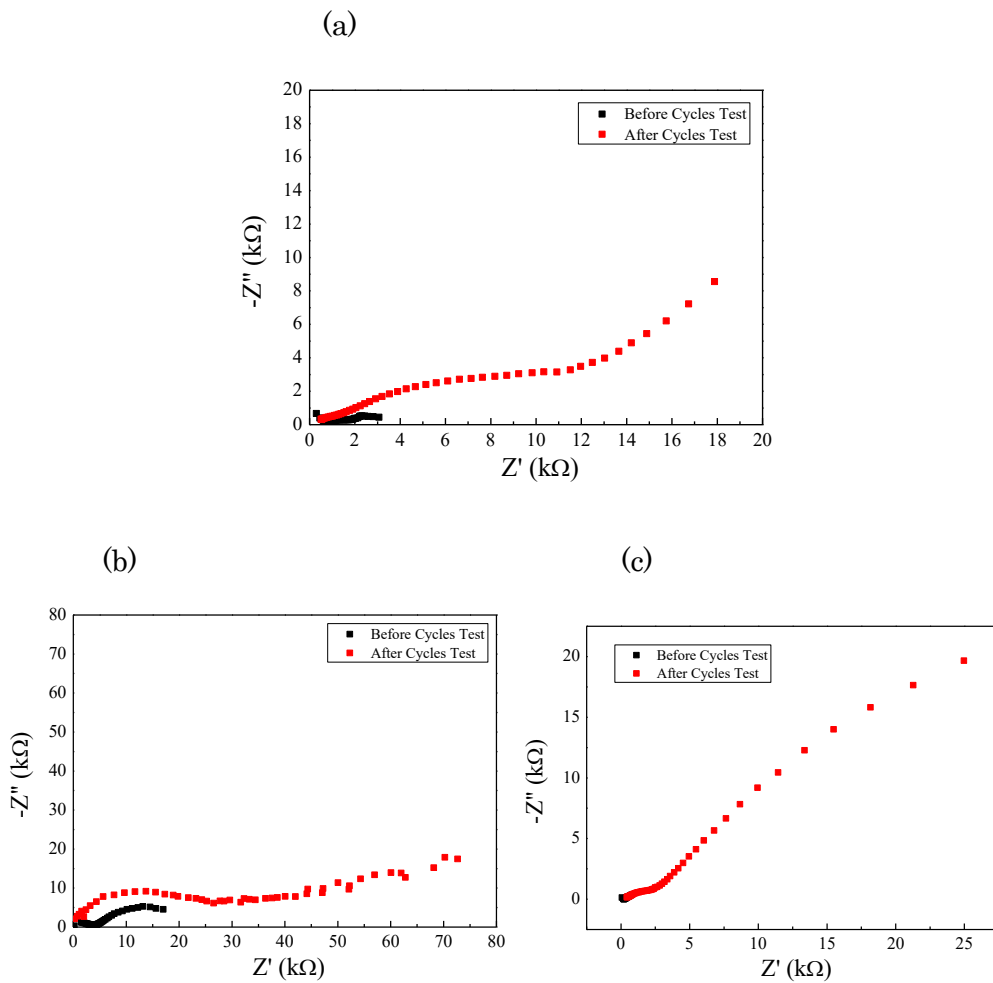 (a)
20
18
16
14
12
10
8
6
4
2
0
-Z" (kΩ)
Before Cycles Test
After Cycles Test
0 2 4 6 8 10 12 14 16 18 20
Z' (kΩ)
(b)
80
70
60
50
40
30
20
10
0
-Z" (kΩ)
Before Cycles Test
After Cycles Test
0 10 20 30 40 50 60 70 80
Z' (kΩ)
(c)
20
15
10
5
0
-Z" (kΩ)
Before Cycles Test
After Cycles Test
0 5 10 15 20 25
Z' (kΩ)